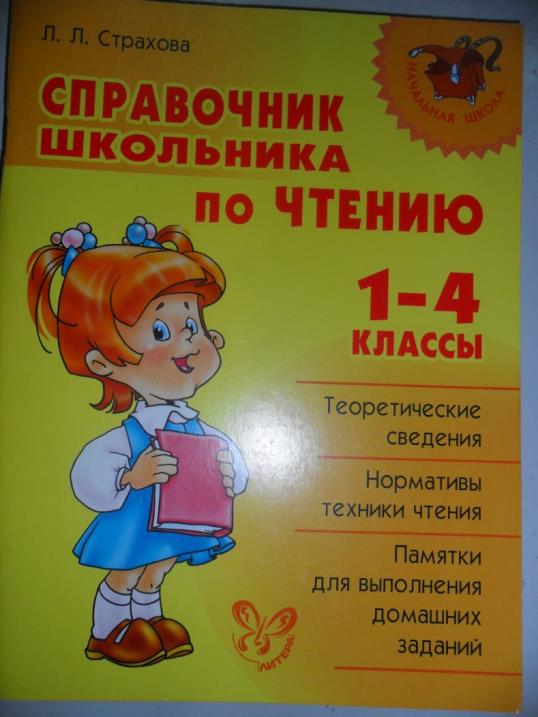 Л. Л. Страхова
НАЧАЛЬНАЯ ШКОЛА
СПРАВОЧНИК
ШКОЛЬНИКА
ПО ЧТЕНИЮ
1-4
КЛАССЫ
Теоретические
сведения
Нормативы
техники чтения
Памятки
для выполнения
домашних
заданий
ЛИТЕРА